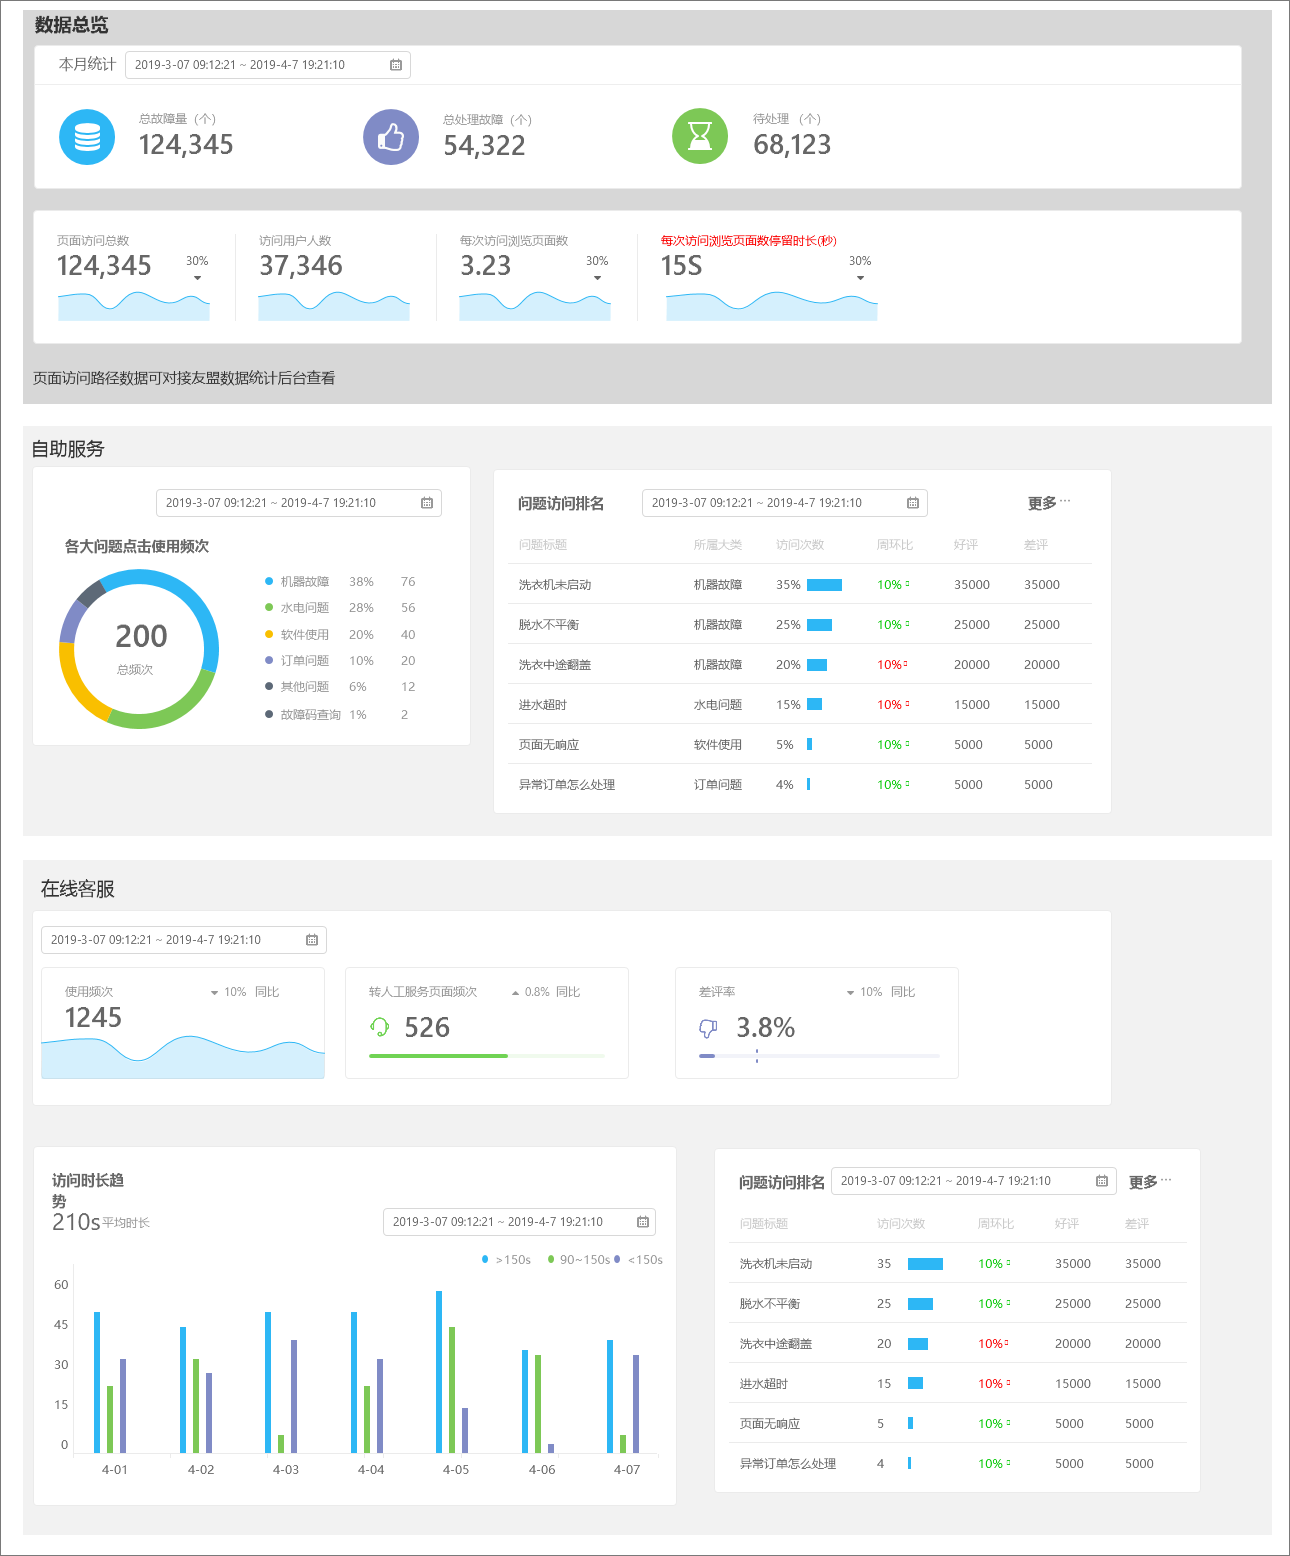 数据总览
本月统计 2019-3-07 09:12:21 ~ 2019-4-7 19:21:10
总故障量（个）
124,345
总处理故障（个）
54,322
待处理 （个）
68,123
页面访问总数
124,345 30%
访问用户人数
37,346
每次访问浏览页面数
3.23 30%
每次访问浏览页面数停留时长(秒)
15S 30%
页面访问路径数据可对接友盟数据统计后台查看
自助服务
2019-3-07 09:12:21 ~ 2019-4-7 19:21:10
各大问题点击使用频次
200
总频次
机器故障 38% 76
水电问题 28% 56
软件使用 20% 40
订单问题 10% 20
其他问题 6% 12
故障码查询 1% 2
问题访问排名 2019-3-07 09:12:21 ~ 2019-4-7 19:21:10 更多 ···
问题标题 所属大类 访问次数 周环比 好评 差评
洗衣机未启动 机器故障 35% 10% 35000 35000
脱水不平衡 机器故障 25% 10% 25000 25000
洗衣中途翻盖 机器故障 20% 10% 20000 20000
进水超时 水电问题 15% 10% 15000 15000
页面无响应 软件使用 5% 10% 5000 5000
异常订单怎么处理 订单问题 4% 10% 5000 5000
在线客服
2019-3-07 09:12:21 ~ 2019-4-7 19:21:10
使用频次 10% 同比
1245
转人工服务页面频次 0.8% 同比
526
差评率 10% 同比
3.8%
访问时长趋
势
210s平均时长
2019-3-07 09:12:21 ~ 2019-4-7 19:21:10
>150s 90~150s <150s
60
45
30
15
0
4-01 4-02 4-03 4-04 4-05 4-06 4-07
问题访问排名 2019-3-07 09:12:21 ~ 2019-4-7 19:21:10 更多 ···
问题标题 访问次数 周环比 好评 差评
洗衣机未启动 35 10% 35000 35000
脱水不平衡 25 10% 25000 25000
洗衣中途翻盖 20 10% 20000 20000
进水超时 15 10% 15000 15000
页面无响应 5 10% 5000 5000
异常订单怎么处理 4 10% 5000 5000